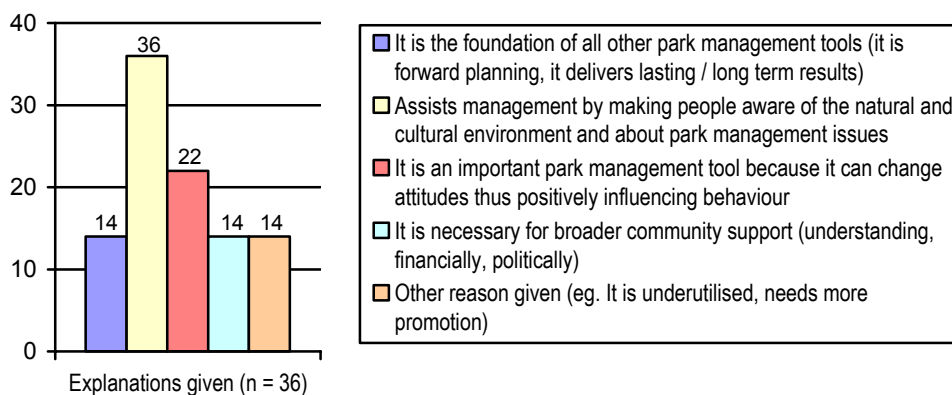 40
30
20
10
0
14
36
22
14
14
Explanations given (n = 36)
It is the foundation of all other park management tools (it is
forward planning, it delivers lasting / long term results)
Assists management by making people aware of the natural and
cultural environment and about park management issues
It is an important park management tool because it can change
attitudes thus positively influencing behaviour
It is necessary for broader community support (understanding,
financially, politically)
Other reason given (eg. It is underutilised, needs more
promotion)